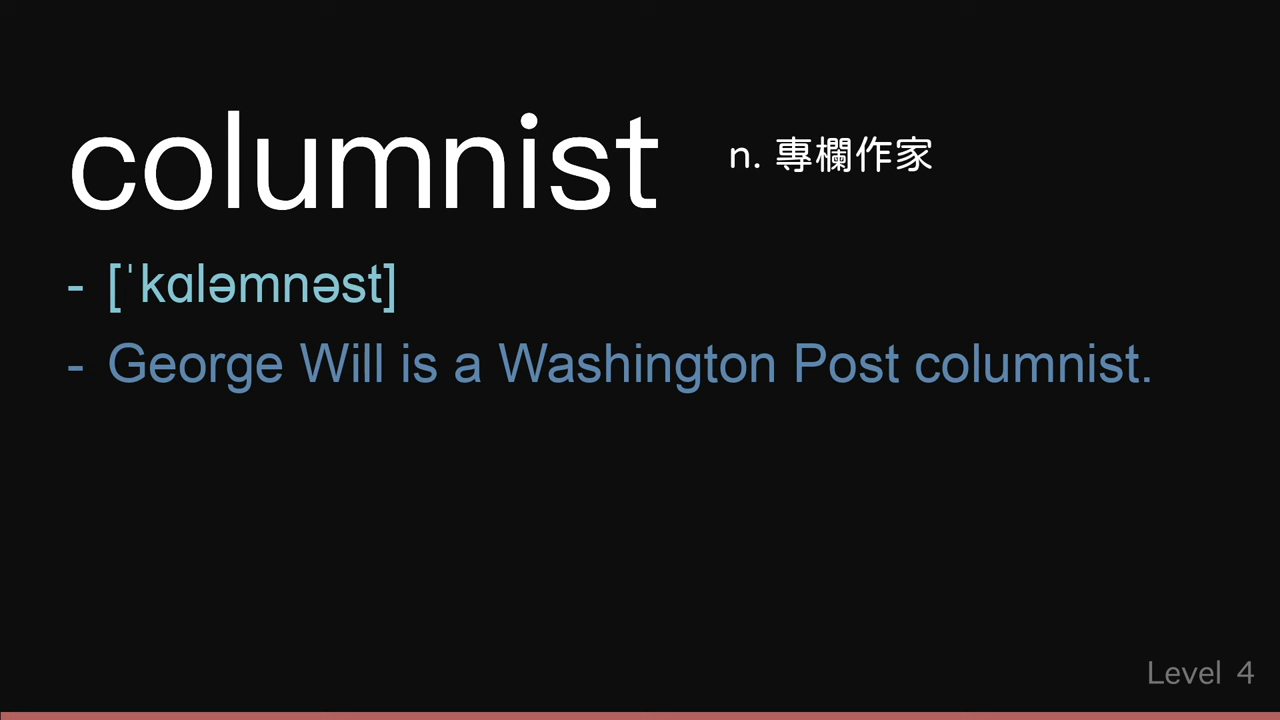 columnist n. 專欄作家
- [ˈkɑləmnəst]
- George Will is a Washington Post columnist.
Level 4